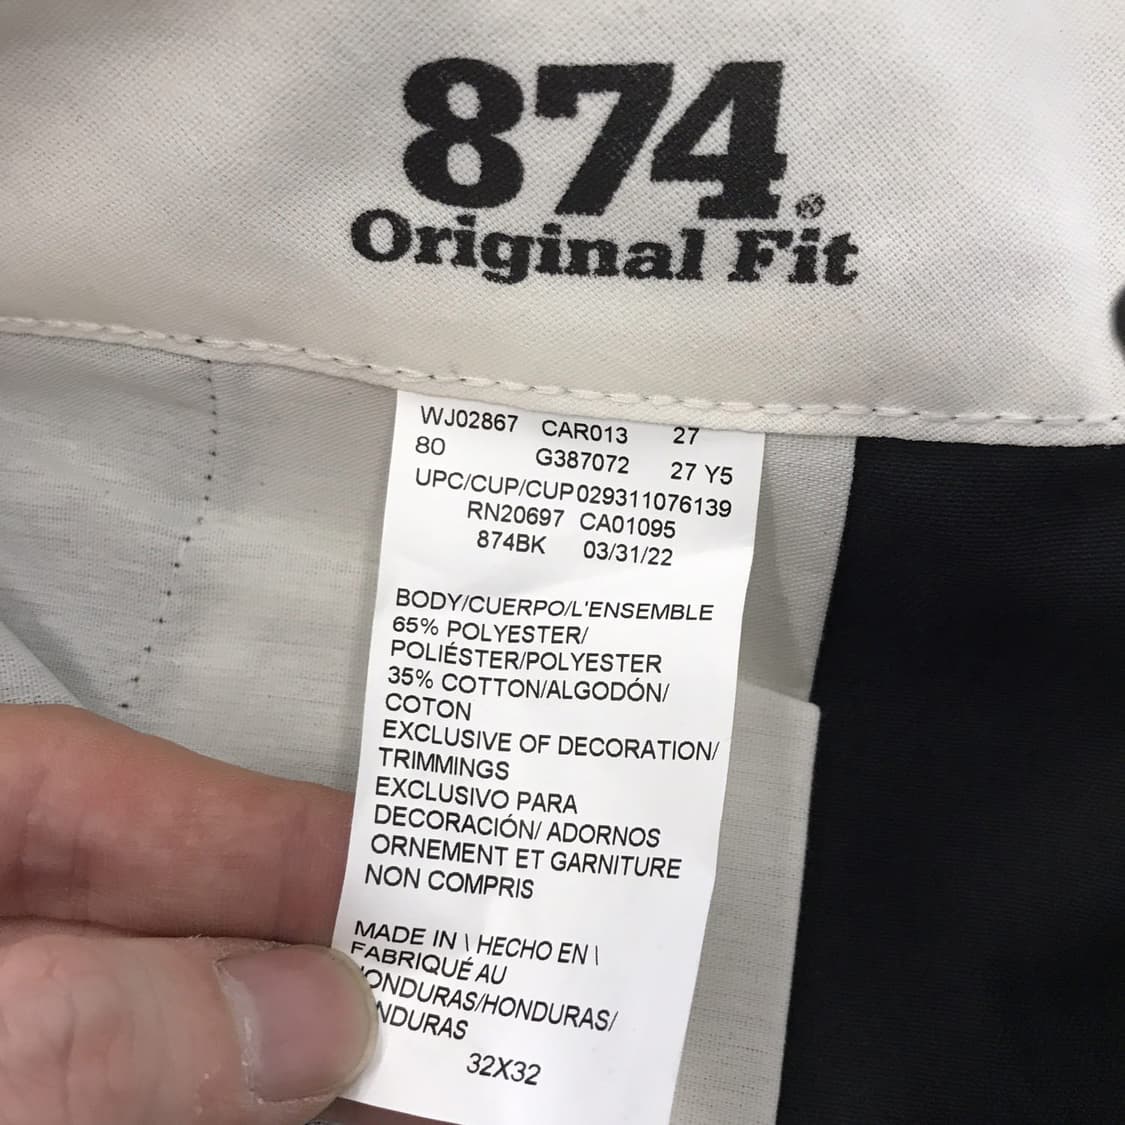 874®
Original Fit
WJ02867 CAR013 27
80 G387072 27 Y5
UPC/CUP/CUP 029311076139
RN20697 CA01095
874BK 03/31/22
BODY/CUERPO/L'ENSEMBLE
65% POLYESTER/
POLIÉSTER/POLYESTER
35% COTTON/ALGODÓN/
COTON
EXCLUSIVE OF DECORATION/
TRIMMINGS
EXCLUSIVO PARA
DECORACIÓN/ ADORNOS
ORNEMENT ET GARNITURE
NON COMPRIS
MADE IN \ HECHO EN \
FABRIQUÉ AU
ONDURAS/HONDURAS/
NDURAS
32X32